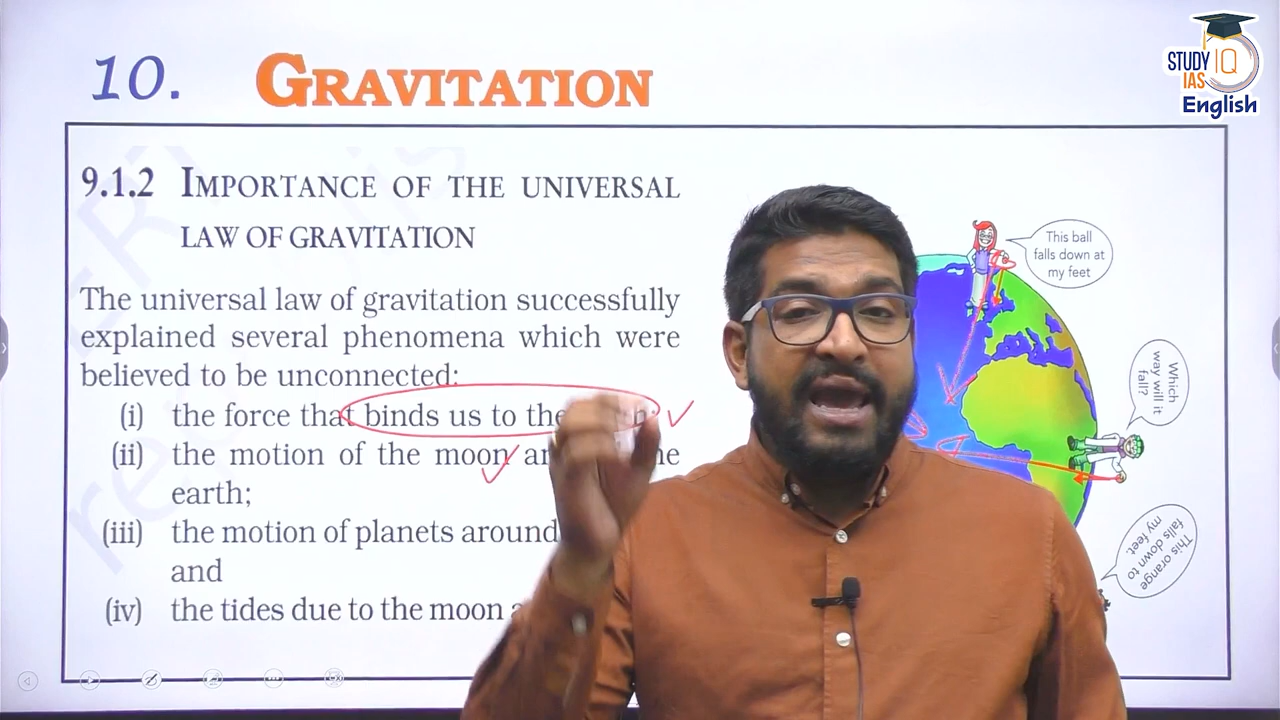 10. GRAVITATION
STUDY IQ
IAS
English
9.1.2 IMPORTANCE OF THE UNIVERSAL
LAW OF GRAVITATION
The universal law of gravitation successfully
explained several phenomena which were
believed to be unconnected:
(i) the force that binds us to the
(ii) the motion of the moon
earth;
(iii) the motion of planets around
and
(iv) the tides due to the moon
This ball
falls down at
my feet
Which
way will it
fall?
This orange
falls down to
my feet